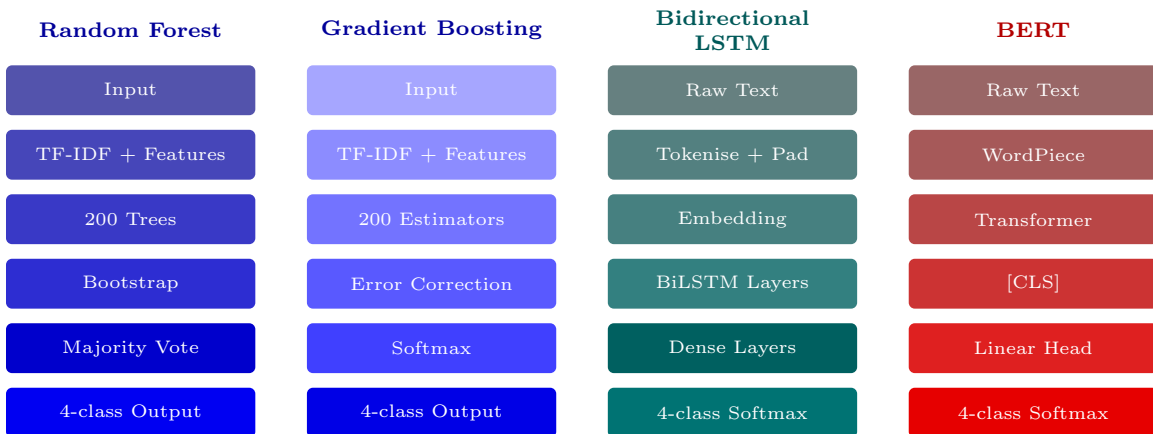 Random Forest
Input
TF-IDF + Features
200 Trees
Bootstrap
Majority Vote
4-class Output
Gradient Boosting
Input
TF-IDF + Features
200 Estimators
Error Correction
Softmax
4-class Output
Bidirectional
LSTM
Raw Text
Tokenise + Pad
Embedding
BiLSTM Layers
Dense Layers
4-class Softmax
BERT
Raw Text
WordPiece
Transformer
[CLS]
Linear Head
4-class Softmax